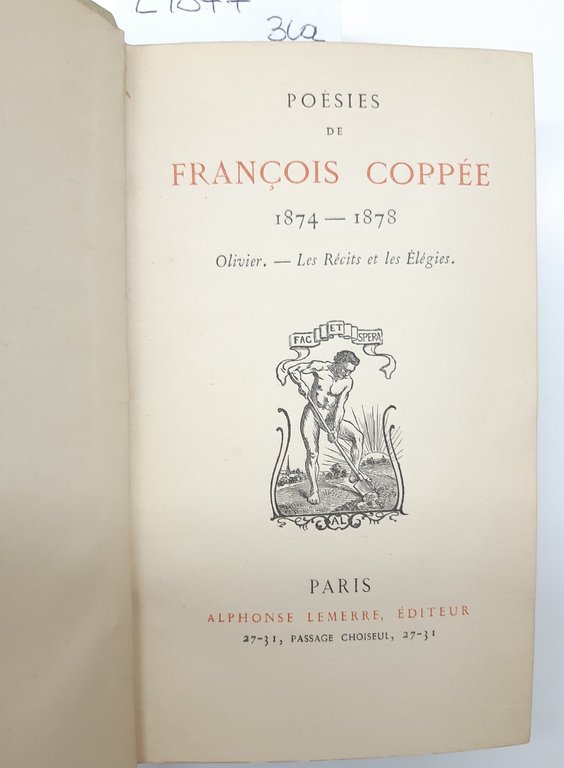 36a
POÉSIES
DE
FRANÇOIS COPPÉE
1874 — 1878
Olivier. — Les Récits et les Élégies.
FAC ET SPERA
AL
PARIS
ALPHONSE LEMERRE, ÉDITEUR
27-31, PASSAGE CHOISEUL, 27-31